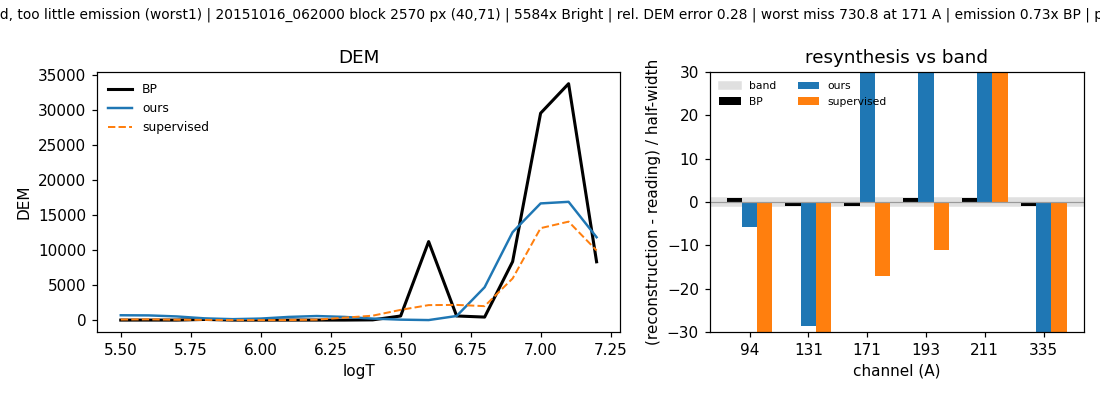 d, too little emission (worst1) | 20151016_062000 block 2570 px (40,71) | 5584x Bright | rel. DEM error 0.28 | worst miss 730.8 at 171 A | emission 0.73x BP | p
DEM
resynthesis vs band
35000
30000
25000
20000
15000
10000
5000
0
DEM
BP
ours
supervised
5.50
5.75
6.00
6.25
6.50
6.75
7.00
7.25
logT
30
20
10
0
−10
−20
−30
(reconstruction - reading) / half-width
band
BP
ours
supervised
94
131
171
193
211
335
channel (A)